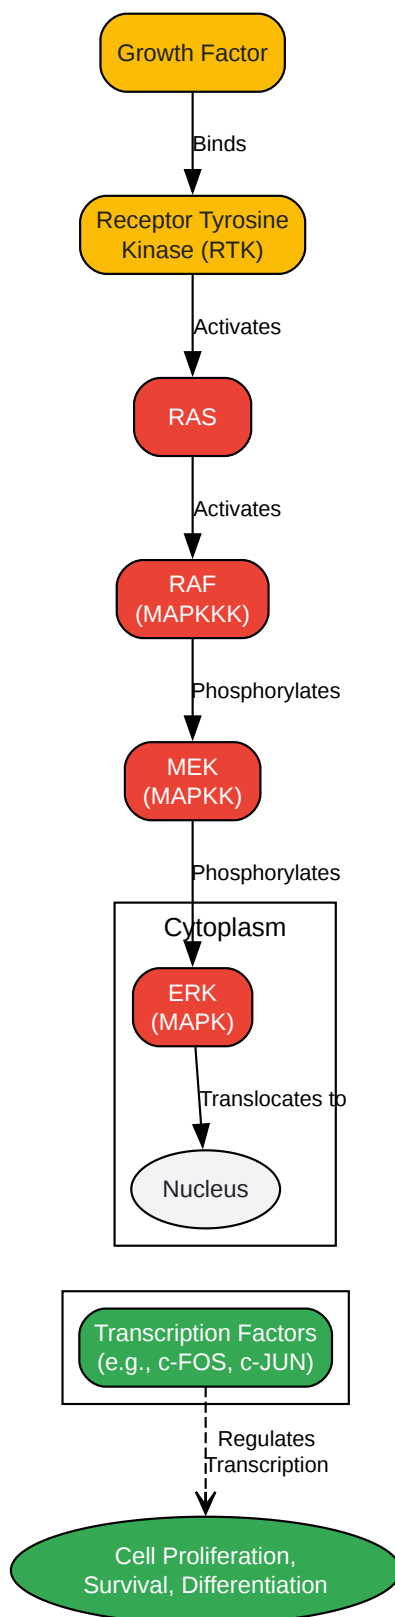 Growth Factor
Binds
Receptor Tyrosine
Kinase (RTK)
Activates
RAS
Activates
RAF
(MAPKKK)
Phosphorylates
MEK
(MAPKK)
Phosphorylates
Cytoplasm
ERK
(MAPK)
Translocates to
Nucleus
Transcription Factors
(e.g., c-FOS, c-JUN)
Regulates
Transcription
Cell Proliferation,
Survival, Differentiation